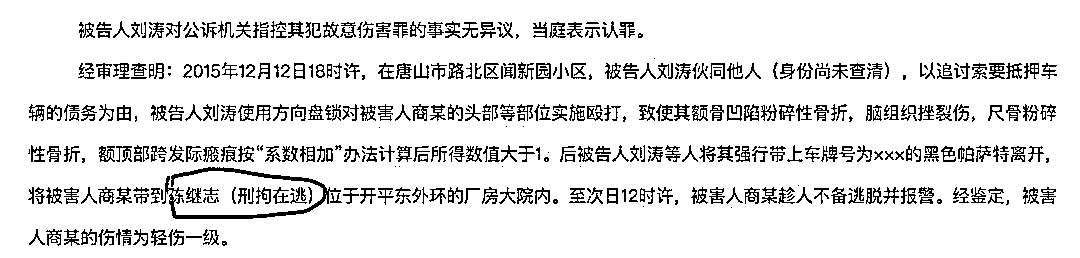 被告人刘涛对公诉机关指控其犯故意伤害罪的事实无异议，当庭表示认罪。
经审理查明：2015年12月12日18时许，在唐山市路北区闻新园小区，被告人刘涛伙同他人（身份尚未查清），以追讨索要抵押车
辆的债务为由，被告人刘涛使用方向盘锁对被害人商某的头部等部位实施殴打，致使其额骨凹陷粉碎性骨折，脑组织挫裂伤，尺骨粉碎
性骨折，额顶部跨发际瘢痕按“系数相加”办法计算后所得数值大于1。后被告人刘涛等人将其强行带上车牌号为×××的黑色帕萨特离开，
将被害人商某带到陈继志（刑拘在逃）位于开平东外环的厂房大院内。至次日12时许，被害人商某趁人不备逃脱并报警。经鉴定，被害
人商某的伤情为轻伤一级。